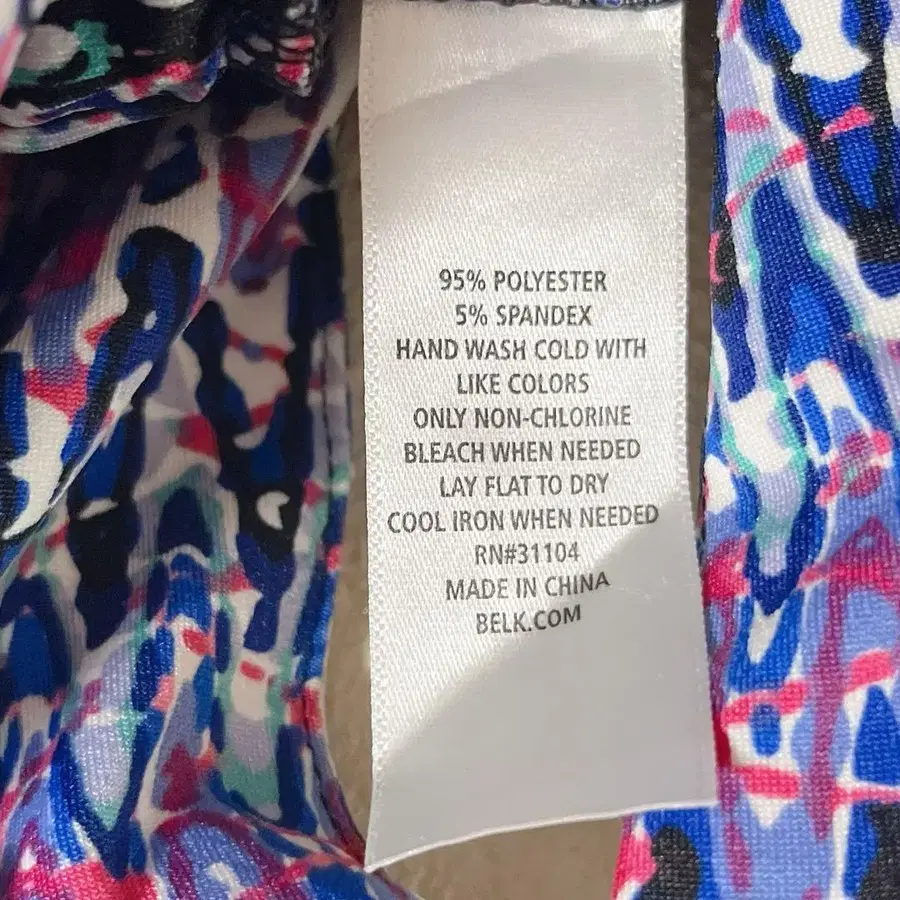 95% POLYESTER
5% SPANDEX
HAND WASH COLD WITH
LIKE COLORS
ONLY NON-CHLORINE
BLEACH WHEN NEEDED
LAY FLAT TO DRY
COOL IRON WHEN NEEDED
RN#31104
MADE IN CHINA
BELK.COM